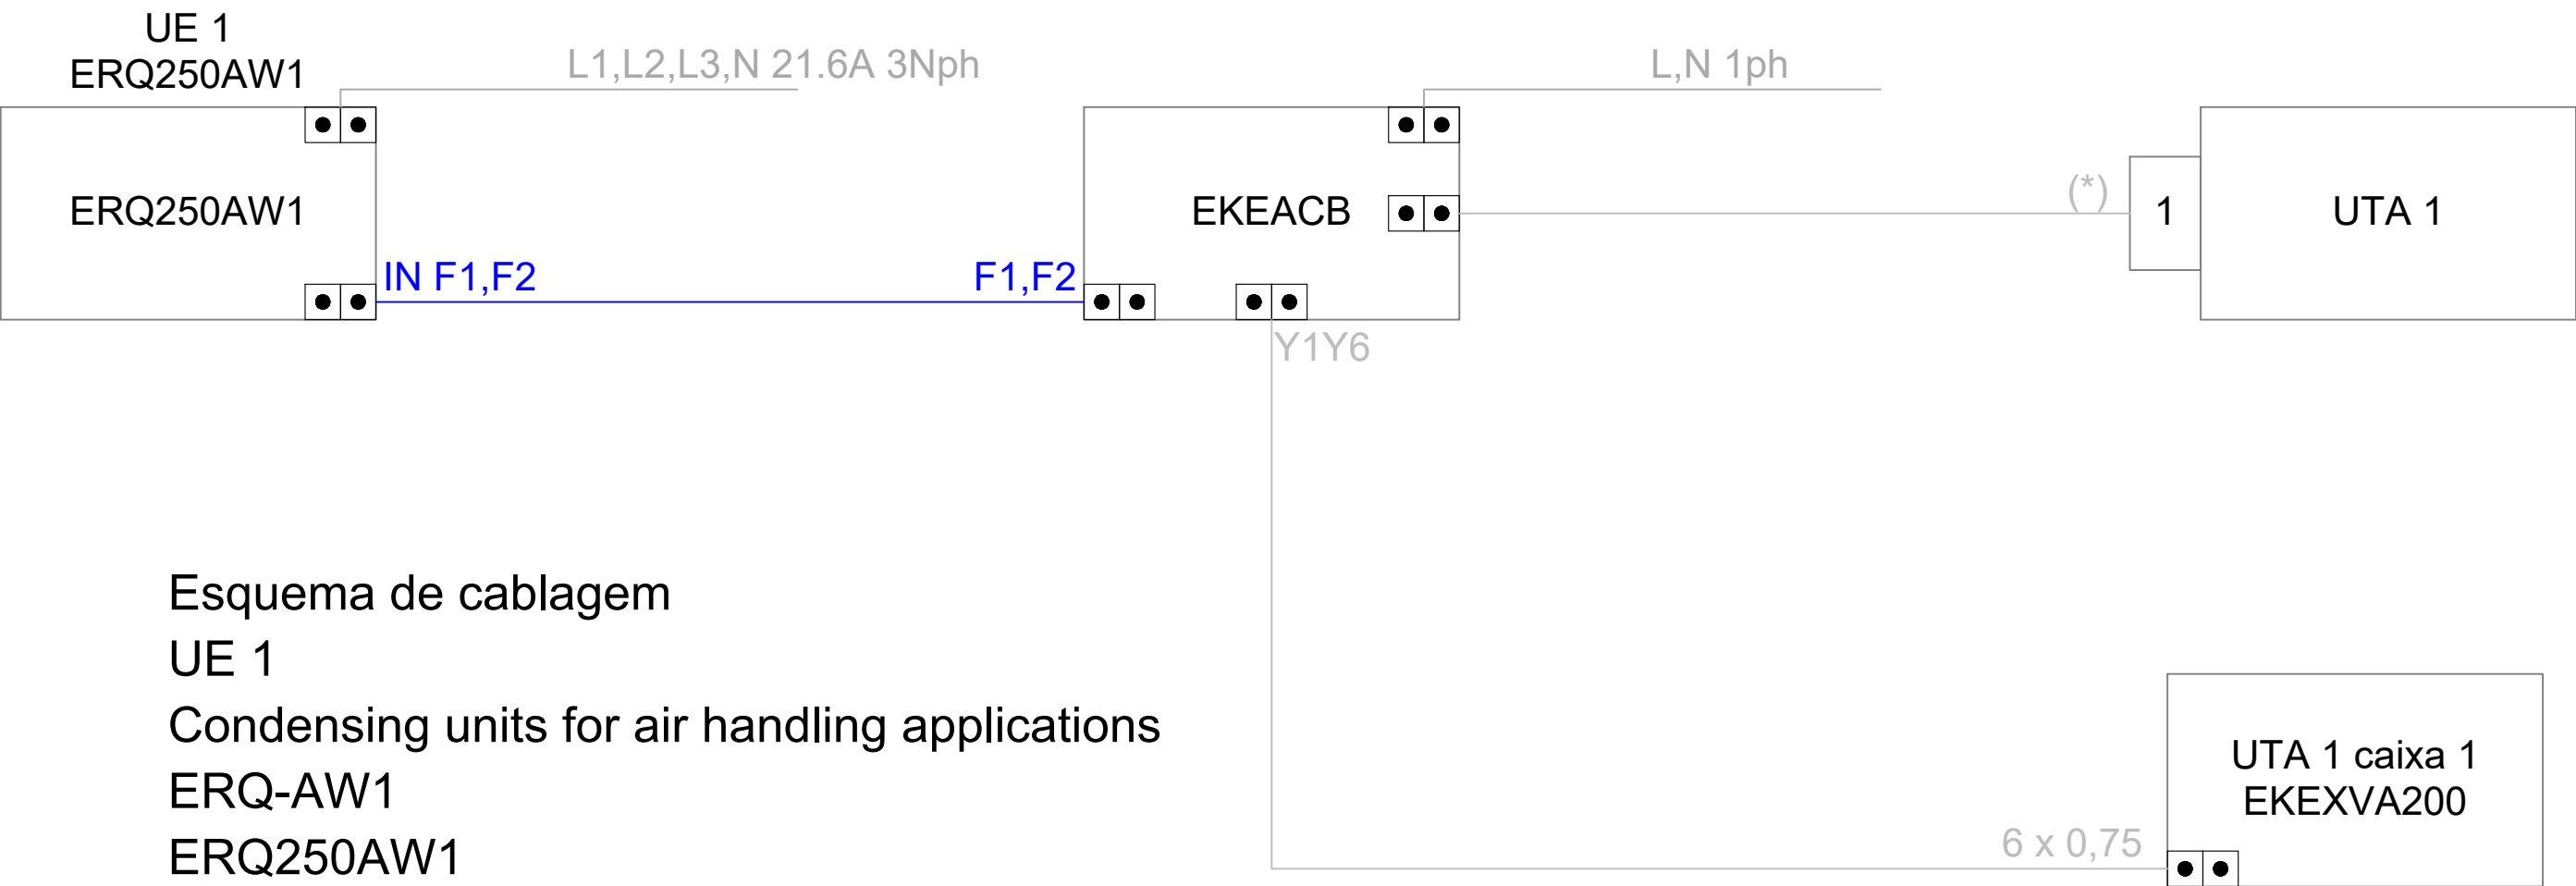 UE 1
ERQ250AW1
L1,L2,L3,N 21.6A 3Nph
L,N 1ph
ERQ250AW1
EKEACB
(*)
1
UTA 1
IN F1,F2
F1,F2
Y1Y6
Esquema de cablagem
UE 1
Condensing units for air handling applications
ERQ-AW1
ERQ250AW1
UTA 1 caixa 1
EKEXVA200
6 x 0,75